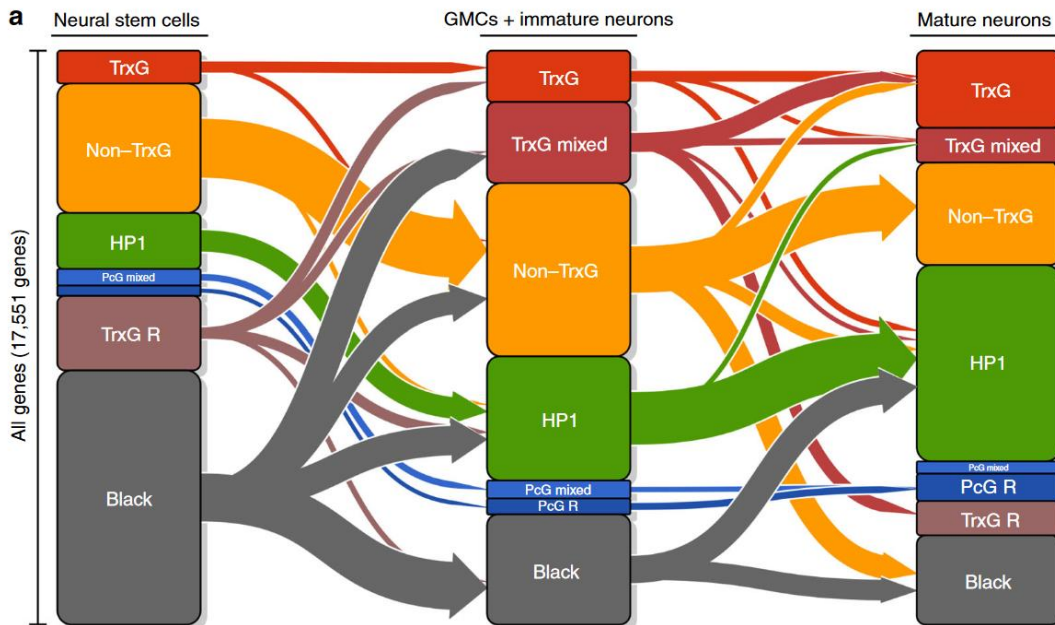 a
Neural stem cells
GMCs + immature neurons
Mature neurons
All genes (17,551 genes)
TrxG
Non–TrxG
HP1
PcG mixed
TrxG R
Black
TrxG
TrxG mixed
Non–TrxG
HP1
PcG mixed
PcG R
Black
TrxG
TrxG mixed
Non–TrxG
HP1
PcG mixed
PcG R
TrxG R
Black